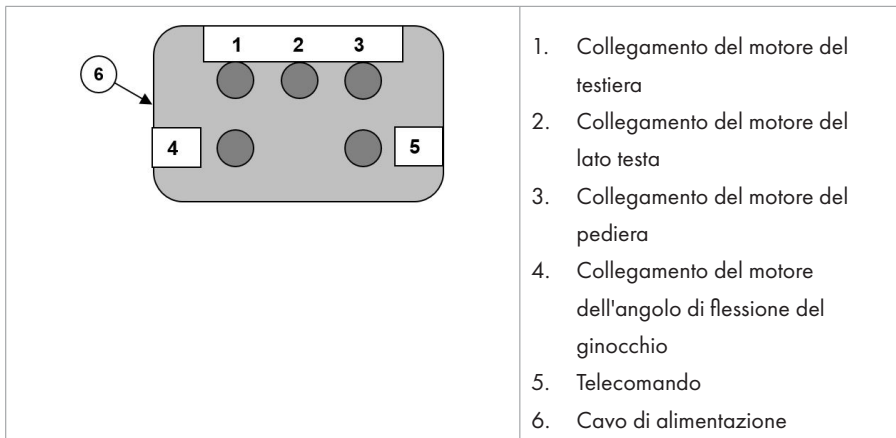 1 2 3
6
4 5
1. Collegamento del motore del
testiera
2. Collegamento del motore del
lato testa
3. Collegamento del motore del
pediera
4. Collegamento del motore
dell'angolo di flessione del
ginocchio
5. Telecomando
6. Cavo di alimentazione